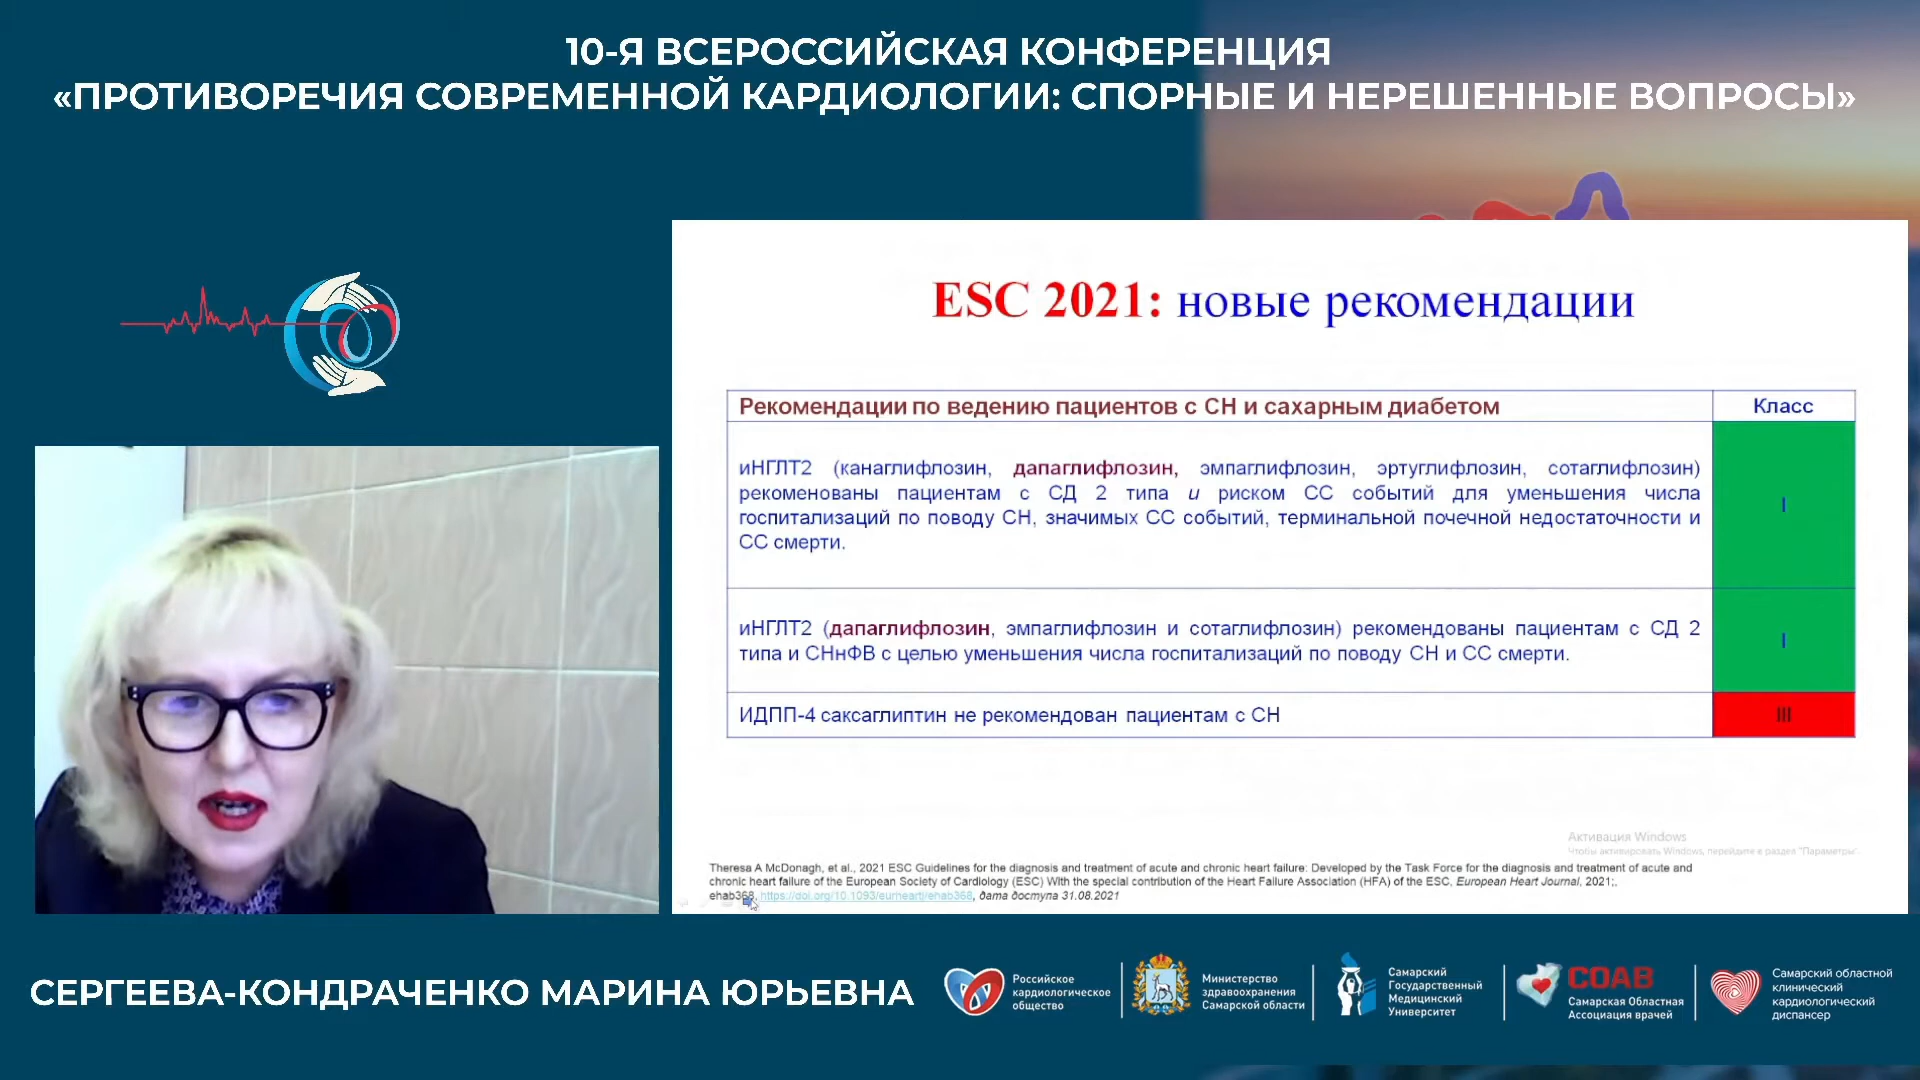 10-Я ВСЕРОССИЙСКАЯ КОНФЕРЕНЦИЯ
«ПРОТИВОРЕЧИЯ СОВРЕМЕННОЙ КАРДИОЛОГИИ: СПОРНЫЕ И НЕРЕШЕННЫЕ ВОПРОСЫ»
ESC 2021: новые рекомендации
Рекомендации по ведению пациентов с СН и сахарным диабетом
Класс
иНГЛТ2 (канаглифлозин, дапаглифлозин, эмпаглифлозин, эртуглифлозин, сотаглифлозин)
рекоменованы пациентам с СД 2 типа и риском СС событий для уменьшения числа
госпитализаций по поводу СН, значимых СС событий, терминальной почечной недостаточности и
СС смерти.
I
иНГЛТ2 (дапаглифлозин, эмпаглифлозин и сотаглифлозин) рекомендованы пациентам с СД 2
типа и СНнФВ с целью уменьшения числа госпитализаций по поводу СН и СС смерти.
I
ИДПП-4 саксаглиптин не рекомендован пациентам с СН
III
Активация Windows
Чтобы активировать Windows, перейдите в раздел "Параметры".
Theresa A McDonagh, et al., 2021 ESC Guidelines for the diagnosis and treatment of acute and chronic heart failure: Developed by the Task Force for the diagnosis and treatment of acute and
chronic heart failure of the European Society of Cardiology (ESC) With the special contribution of the Heart Failure Association (HFA) of the ESC, European Heart Journal, 2021;,
ehab368, https://doi.org/10.1093/eurheartj/ehab368, дата доступа 31.08.2021
СЕРГЕЕВА-КОНДРАЧЕНКО МАРИНА ЮРЬЕВНА
Российское
кардиологическое
общество
Министерство
здравоохранения
Самарской области
Самарский
Государственный
Медицинский
Университет
СОАВ
Самарская Областная
Ассоциация врачей
Самарский областной
клинический
кардиологический
диспансер